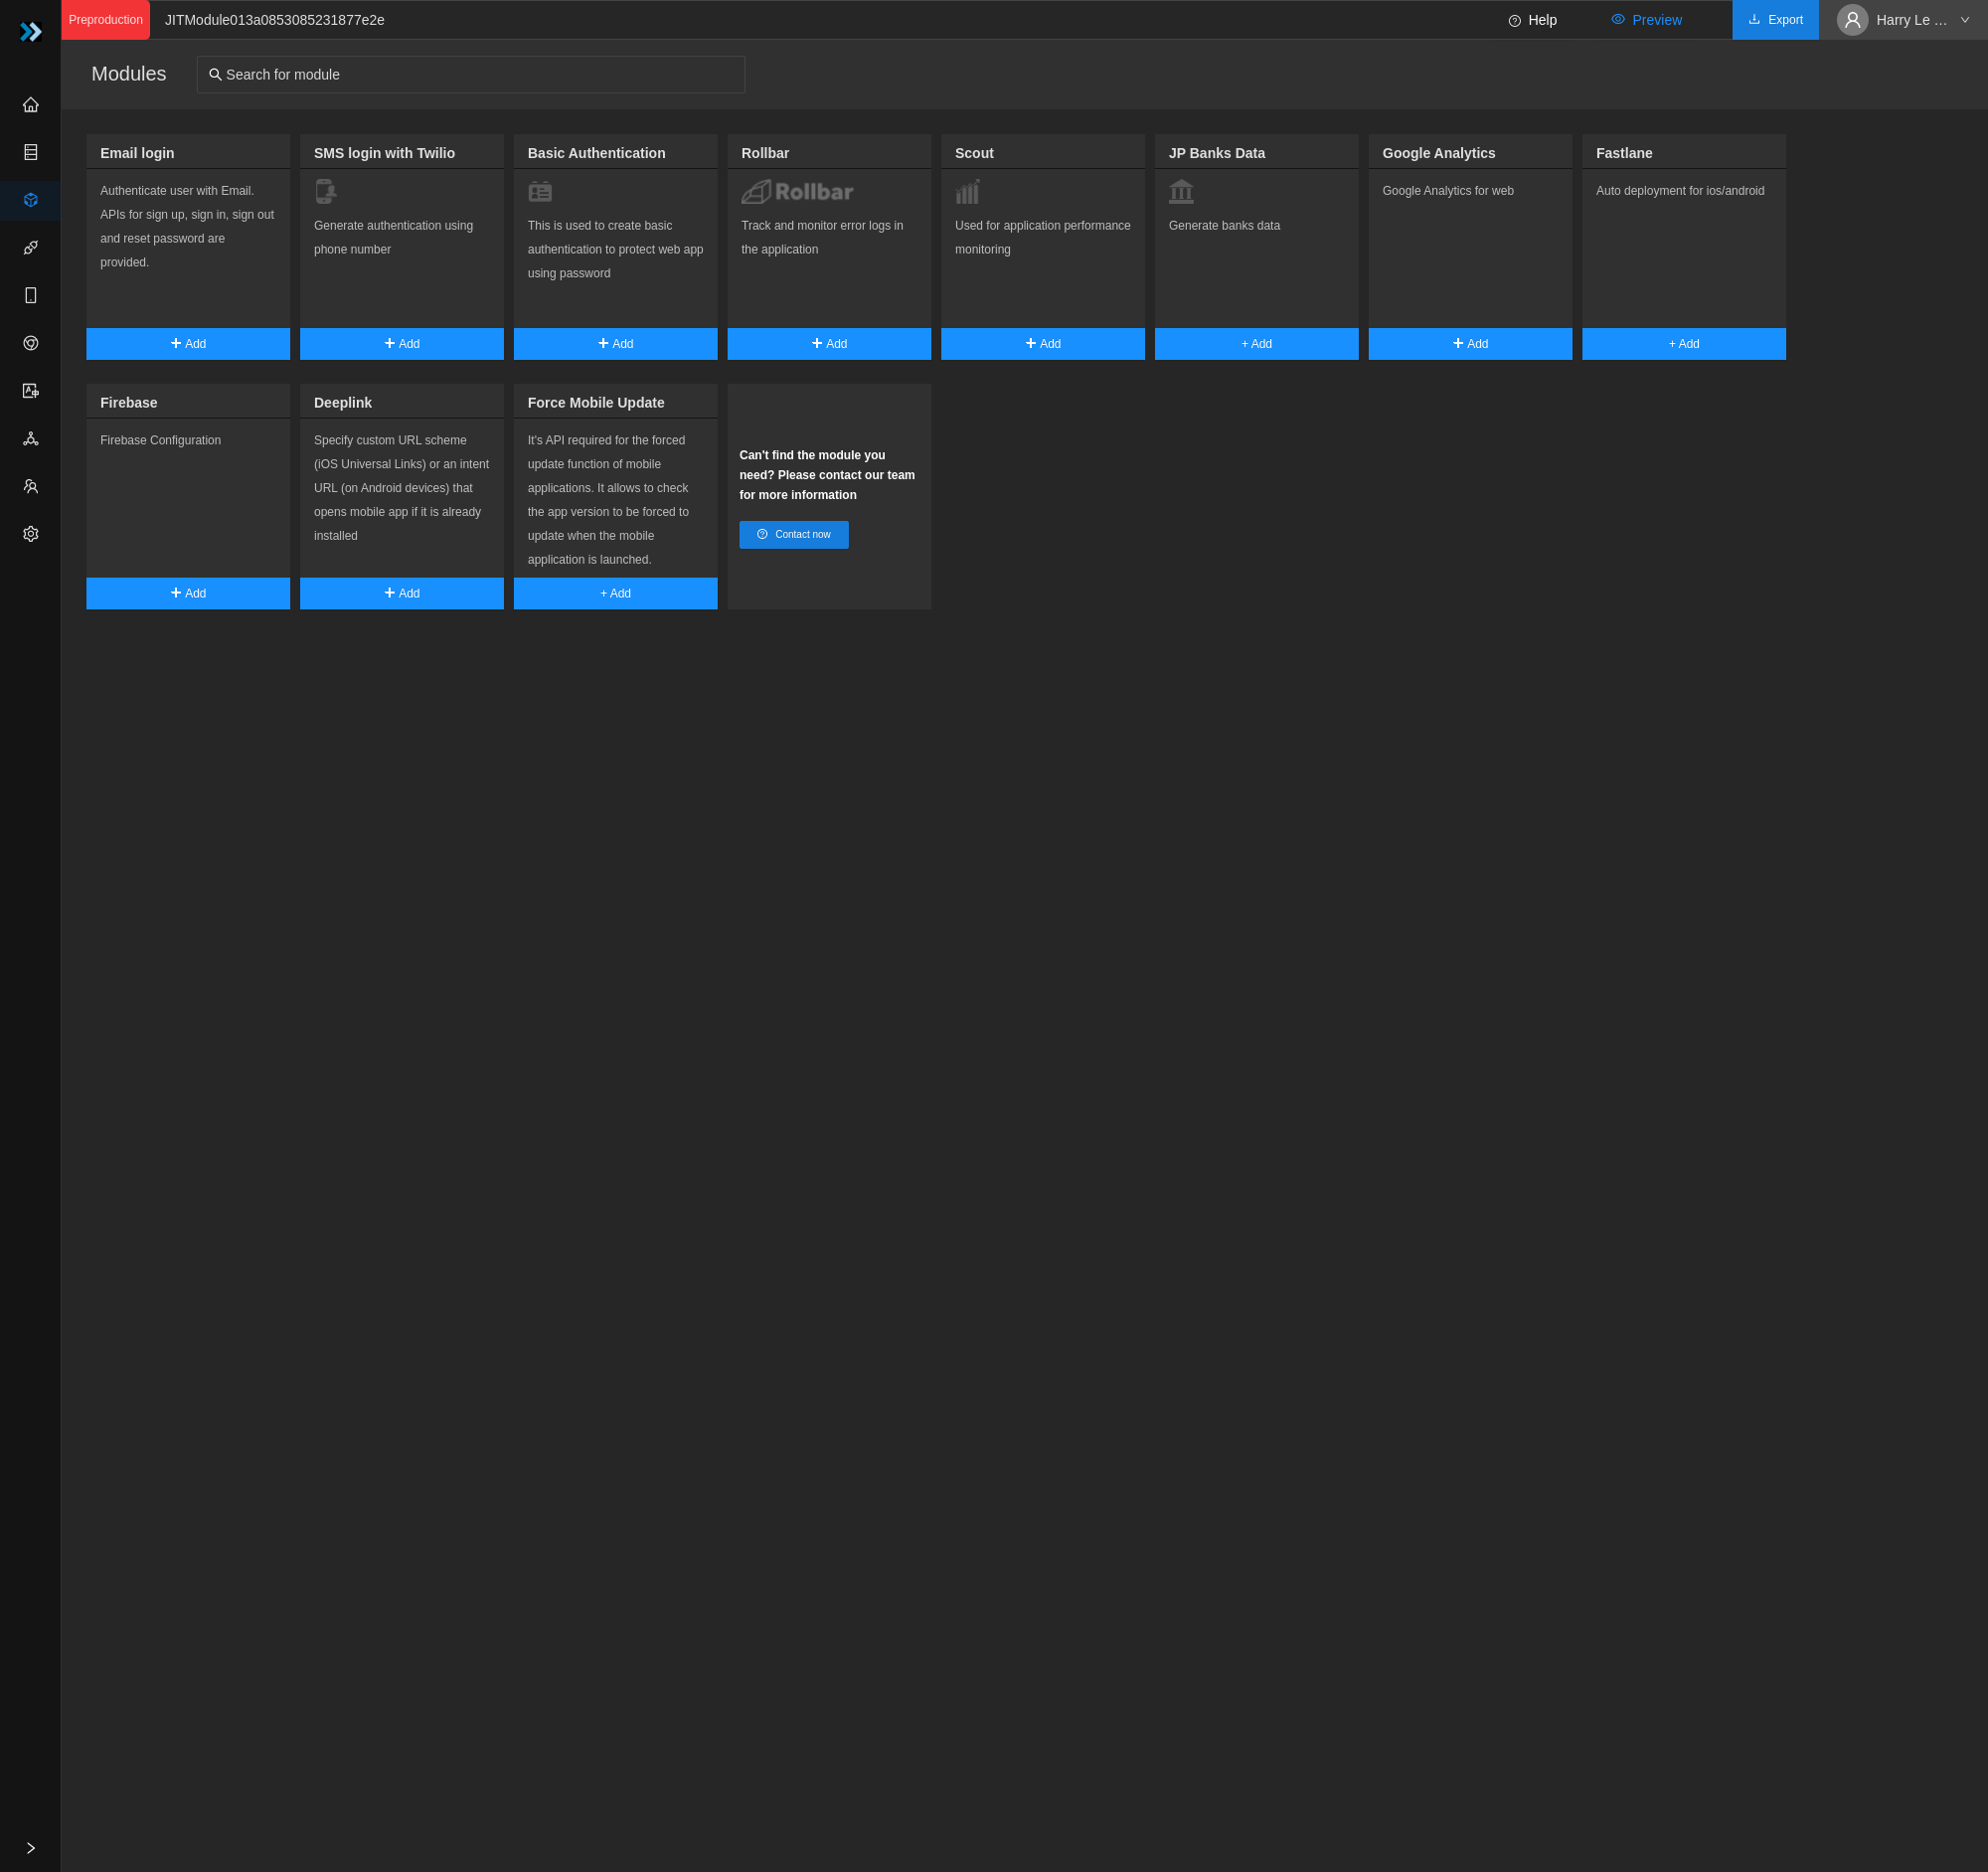 Preproduction
JITModule013a0853085231877e2e
Help
Preview
Export
Harry Le ...
Modules
Search for module
Email login
Authenticate user with Email.
APIs for sign up, sign in, sign out
and reset password are
provided.
+ Add
SMS login with Twilio
Generate authentication using
phone number
+ Add
Basic Authentication
This is used to create basic
authentication to protect web app
using password
+ Add
Rollbar
Rollbar
Track and monitor error logs in
the application
+ Add
Scout
Used for application performance
monitoring
+ Add
JP Banks Data
Generate banks data
+ Add
Google Analytics
Google Analytics for web
+ Add
Fastlane
Auto deployment for ios/android
+ Add
Firebase
Firebase Configuration
+ Add
Deeplink
Specify custom URL scheme
(iOS Universal Links) or an intent
URL (on Android devices) that
opens mobile app if it is already
installed
+ Add
Force Mobile Update
It's API required for the forced
update function of mobile
applications. It allows to check
the app version to be forced to
update when the mobile
application is launched.
+ Add
Can't find the module you
need? Please contact our team
for more information
Contact now